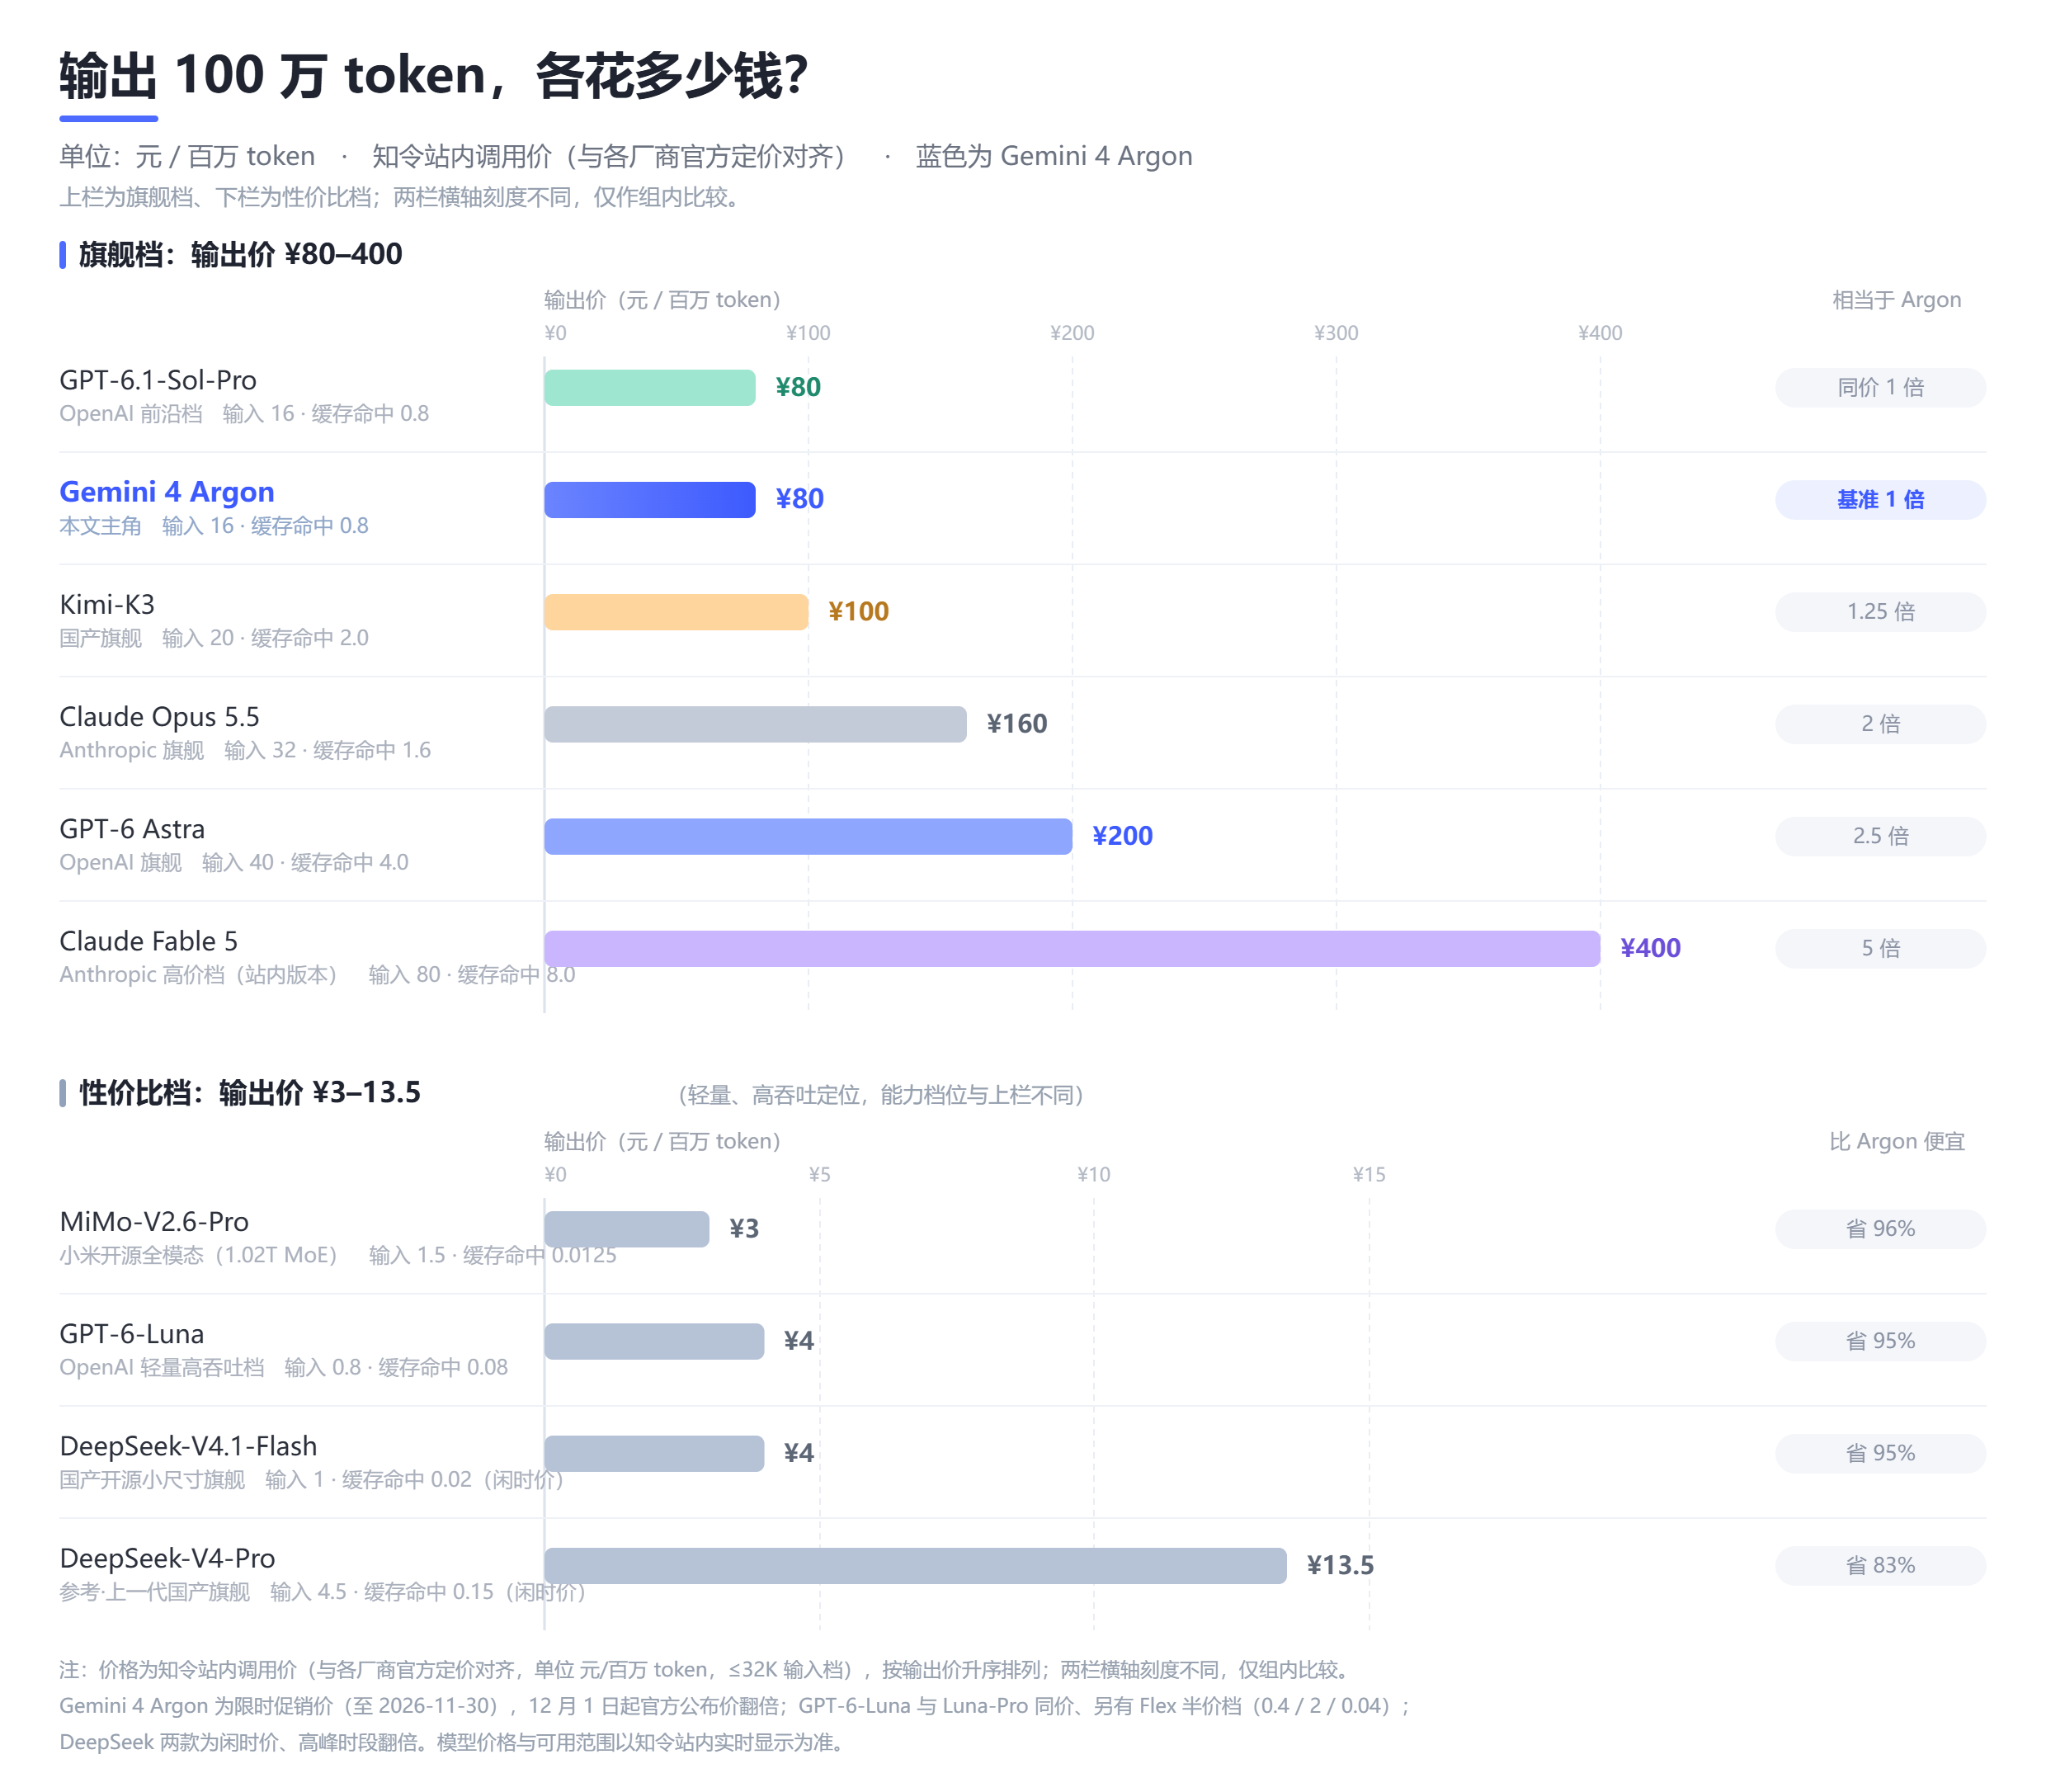 输出 100 万 token，各花多少钱？
单位：元 / 百万 token · 知令站内调用价（与各厂商官方定价对齐） · 蓝色为 Gemini 4 Argon
上栏为旗舰档、下栏为性价比档；两栏横轴刻度不同，仅作组内比较。
旗舰档：输出价 ¥80–400
输出价（元 / 百万 token） 相当于 Argon
¥0 ¥100 ¥200 ¥300 ¥400
GPT-6.1-Sol-Pro ¥80 同价 1 倍
OpenAI 前沿档 输入 16 · 缓存命中 0.8
Gemini 4 Argon ¥80 基准 1 倍
本文主角 输入 16 · 缓存命中 0.8
Kimi-K3 ¥100 1.25 倍
国产旗舰 输入 20 · 缓存命中 2.0
Claude Opus 5.5 ¥160 2 倍
Anthropic 旗舰 输入 32 · 缓存命中 1.6
GPT-6 Astra ¥200 2.5 倍
OpenAI 旗舰 输入 40 · 缓存命中 4.0
Claude Fable 5 ¥400 5 倍
Anthropic 高价档（站内版本） 输入 80 · 缓存命中 8.0
性价比档：输出价 ¥3–13.5 （轻量、高吞吐定位，能力档位与上栏不同）
输出价（元 / 百万 token） 比 Argon 便宜
¥0 ¥5 ¥10 ¥15
MiMo-V2.6-Pro ¥3 省 96%
小米开源全模态（1.02T MoE） 输入 1.5 · 缓存命中 0.0125
GPT-6-Luna ¥4 省 95%
OpenAI 轻量高吞吐档 输入 0.8 · 缓存命中 0.08
DeepSeek-V4.1-Flash ¥4 省 95%
国产开源小尺寸旗舰 输入 1 · 缓存命中 0.02（闲时价）
DeepSeek-V4-Pro ¥13.5 省 83%
参考·上一代国产旗舰 输入 4.5 · 缓存命中 0.15（闲时价）
注：价格为知令站内调用价（与各厂商官方定价对齐，单位 元/百万 token，≤32K 输入档），按输出价升序排列；两栏横轴刻度不同，仅组内比较。
Gemini 4 Argon 为限时促销价（至 2026-11-30），12 月 1 日起官方公布价翻倍；GPT-6-Luna 与 Luna-Pro 同价、另有 Flex 半价档（0.4 / 2 / 0.04）；
DeepSeek 两款为闲时价、高峰时段翻倍。模型价格与可用范围以知令站内实时显示为准。